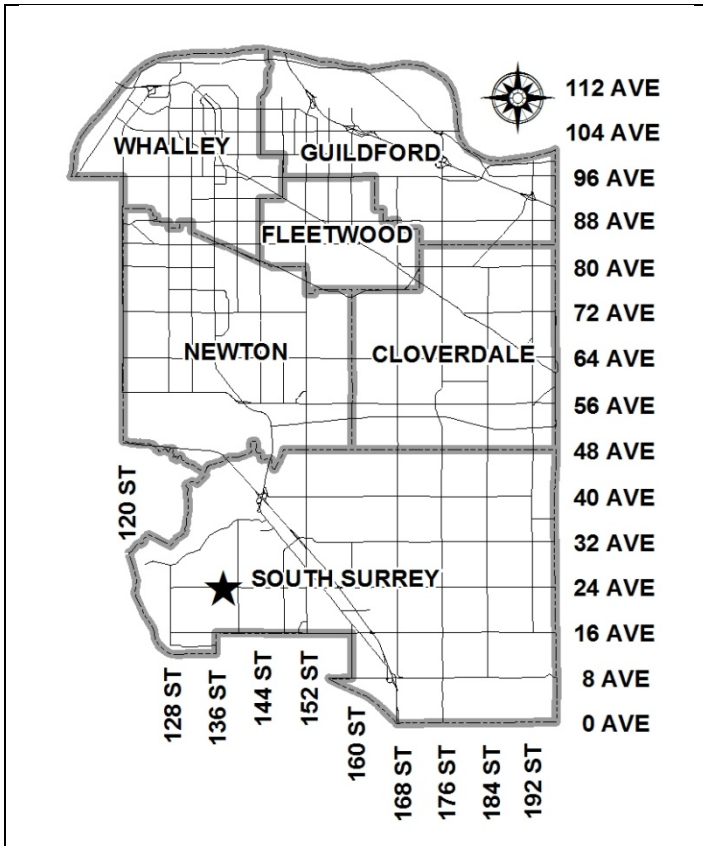 112 AVE
104 AVE
WHALLEY
GUILDFORD
96 AVE
88 AVE
FLEETWOOD
80 AVE
72 AVE
NEWTON
CLOVERDALE
64 AVE
56 AVE
48 AVE
120 ST
40 AVE
32 AVE
SOUTH SURREY
24 AVE
16 AVE
128 ST
136 ST
144 ST
152 ST
160 ST
8 AVE
0 AVE
168 ST
176 ST
184 ST
192 ST